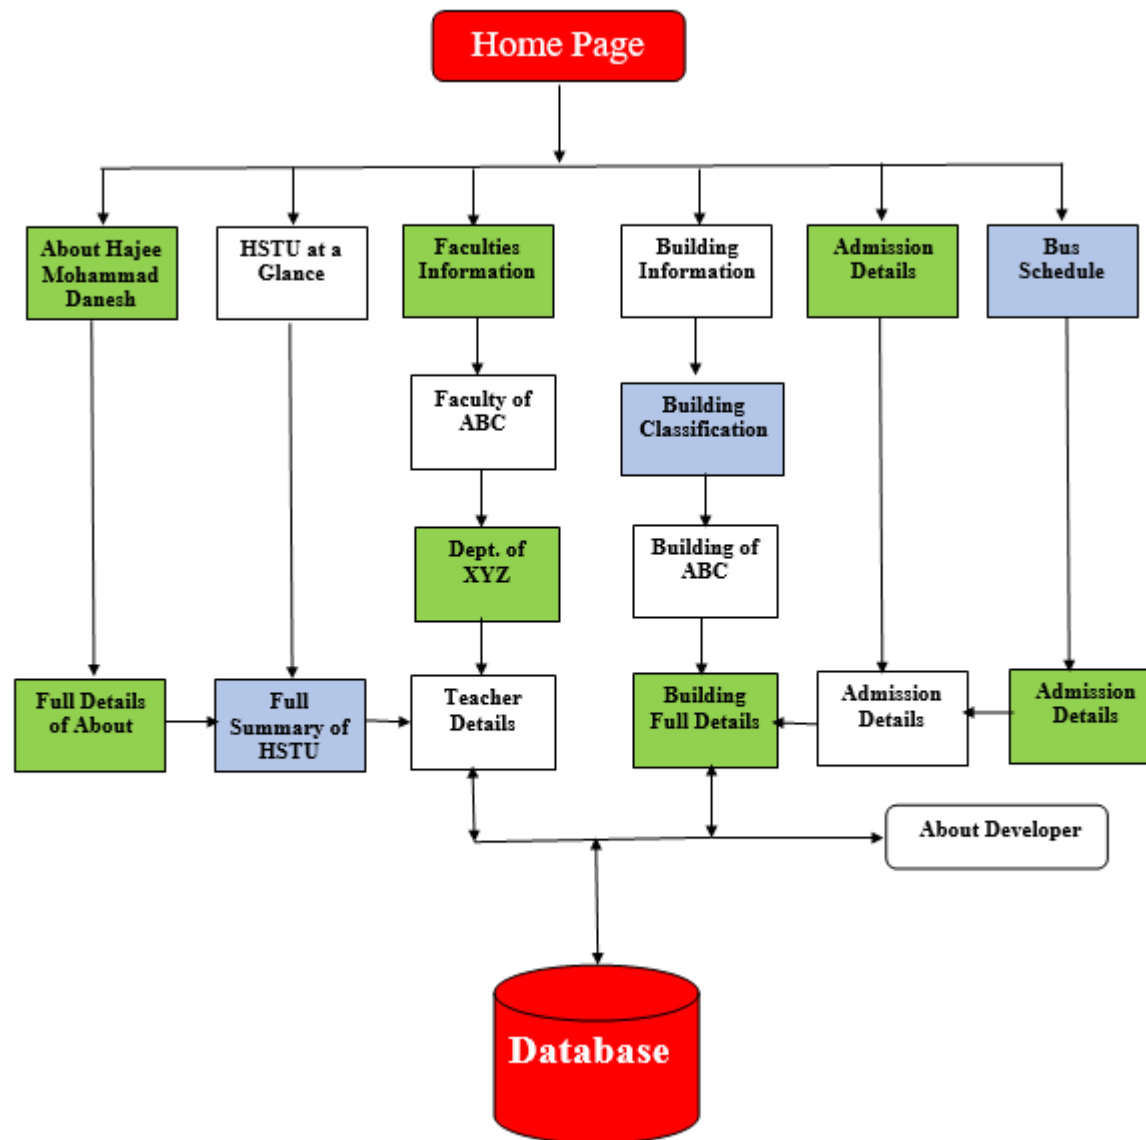 Home Page
About Hajee
Mohammad
Danesh
HSTU at a
Glance
Faculties
Information
Building
Information
Admission
Details
Bus
Schedule
Faculty of
ABC
Building
Classification
Dept. of
XYZ
Building of
ABC
Full Details
of About
Full
Summary of
HSTU
Teacher
Details
Building
Full Details
Admission
Details
Admission
Details
About Developer
Database